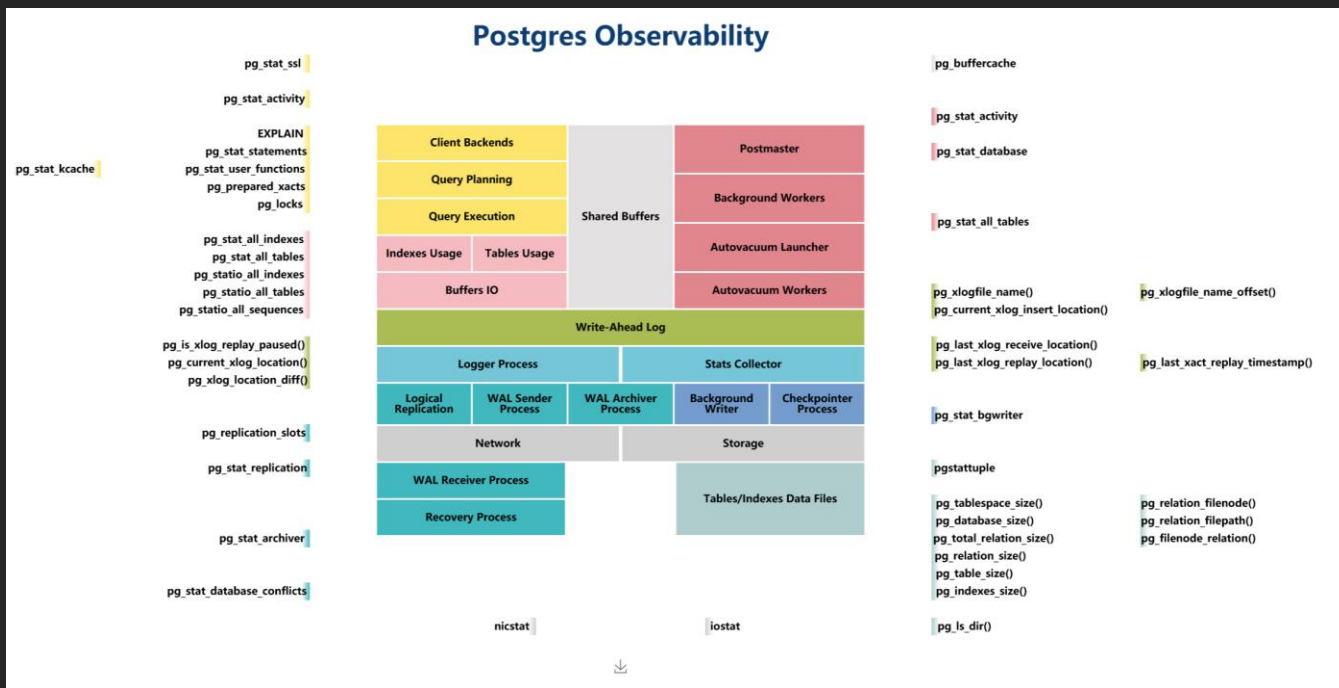 Postgres Observability
pg_stat_ssl
pg_stat_activity
EXPLAIN
pg_stat_statements
pg_stat_kcache
pg_stat_user_functions
pg_prepared_xacts
pg_locks
pg_stat_all_indexes
pg_stat_all_tables
pg_statio_all_indexes
pg_statio_all_tables
pg_statio_all_sequences
pg_is_xlog_replay_paused()
pg_current_xlog_location()
pg_xlog_location_diff()
pg_replication_slots
pg_stat_replication
pg_stat_archiver
pg_stat_database_conflicts
Client Backends
Query Planning
Query Execution
Indexes Usage
Tables Usage
Buffers IO
Shared Buffers
Postmaster
Background Workers
Autovacuum Launcher
Autovacuum Workers
Write-Ahead Log
Logger Process
Stats Collector
Logical
Replication
WAL Sender
Process
WAL Archiver
Process
Background
Writer
Checkpointer
Process
Network
Storage
WAL Receiver Process
Recovery Process
Tables/Indexes Data Files
nicstat
iostat
pg_buffercache
pg_stat_activity
pg_stat_database
pg_stat_all_tables
pg_xlogfile_name()
pg_xlogfile_name_offset()
pg_current_xlog_insert_location()
pg_last_xlog_receive_location()
pg_last_xlog_replay_location()
pg_last_xact_replay_timestamp()
pg_stat_bgwriter
pgstattuple
pg_tablespace_size()
pg_relation_filenode()
pg_database_size()
pg_relation_filepath()
pg_total_relation_size()
pg_filenode_relation()
pg_relation_size()
pg_table_size()
pg_indexes_size()
pg_ls_dir()